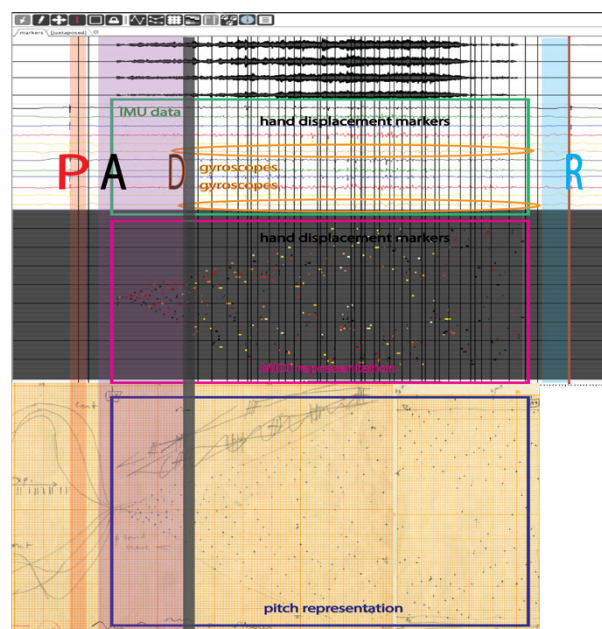 markers
(juxtaposed)
IMU data
hand displacement markers
P A D R
gyroscopes
gyroscopes
hand displacement markers
MIDI representation
pitch representation